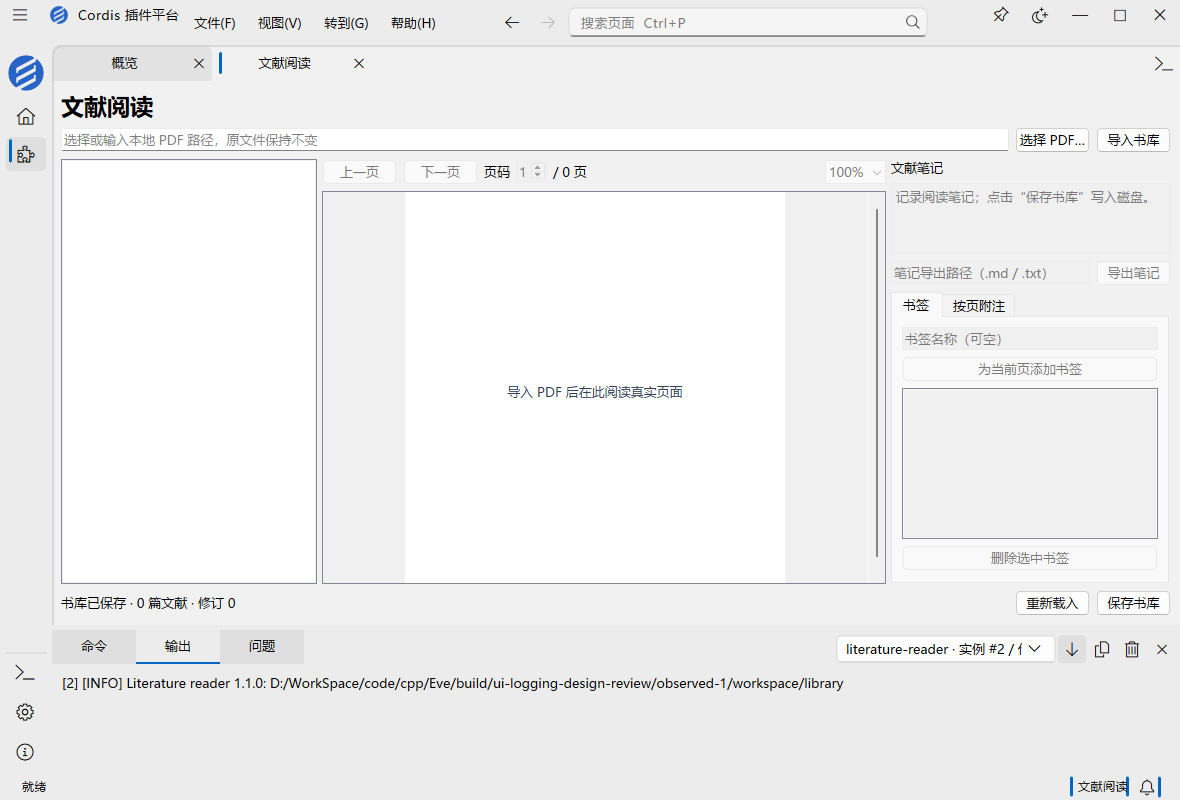 Cordis 插件平台 文件(F) 视图(V) 转到(G) 帮助(H) 搜索页面 Ctrl+P
概览 文献阅读
文献阅读
选择或输入本地 PDF 路径，原文件保持不变 选择 PDF... 导入书库
上一页 下一页 页码 1 / 0 页 100% 文献笔记
记录阅读笔记；点击“保存书库”写入磁盘。
笔记导出路径（.md / .txt） 导出笔记
书签 按页附注
书签名称（可空）
为当前页添加书签
导入 PDF 后在此阅读真实页面
删除选中书签
书库已保存 · 0 篇文献 · 修订 0 重新载入 保存书库
命令 输出 问题 literature-reader · 实例 #2 /
[2] [INFO] Literature reader 1.1.0: D:/WorkSpace/code/cpp/Eve/build/ui-logging-design-review/observed-1/workspace/library
就绪 文献阅读